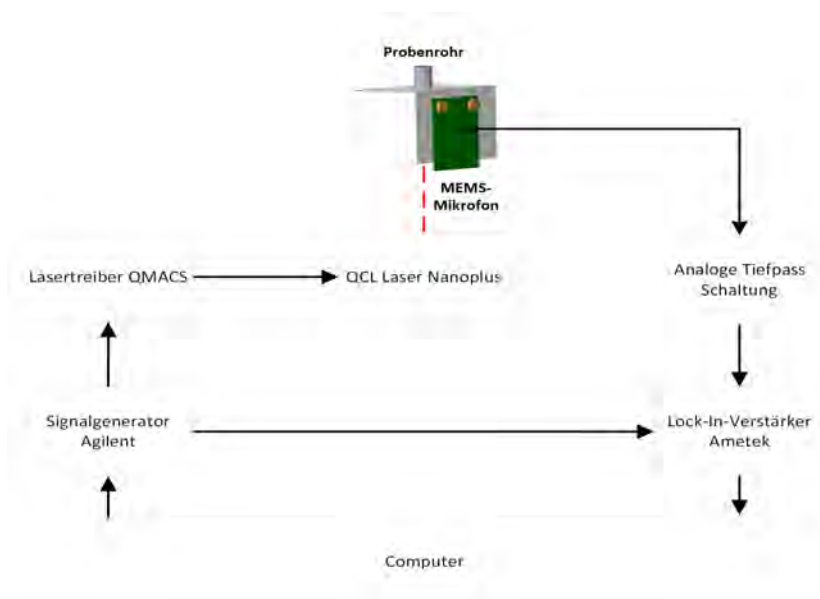 Probenrohr
MEMS-
Mikrofon
Lasertreiber QMACS
QCL Laser Nanoplus
Analoge Tiefpass
Schaltung
Signalgenerator
Agilent
Lock-In-Verstärker
Ametek
Computer